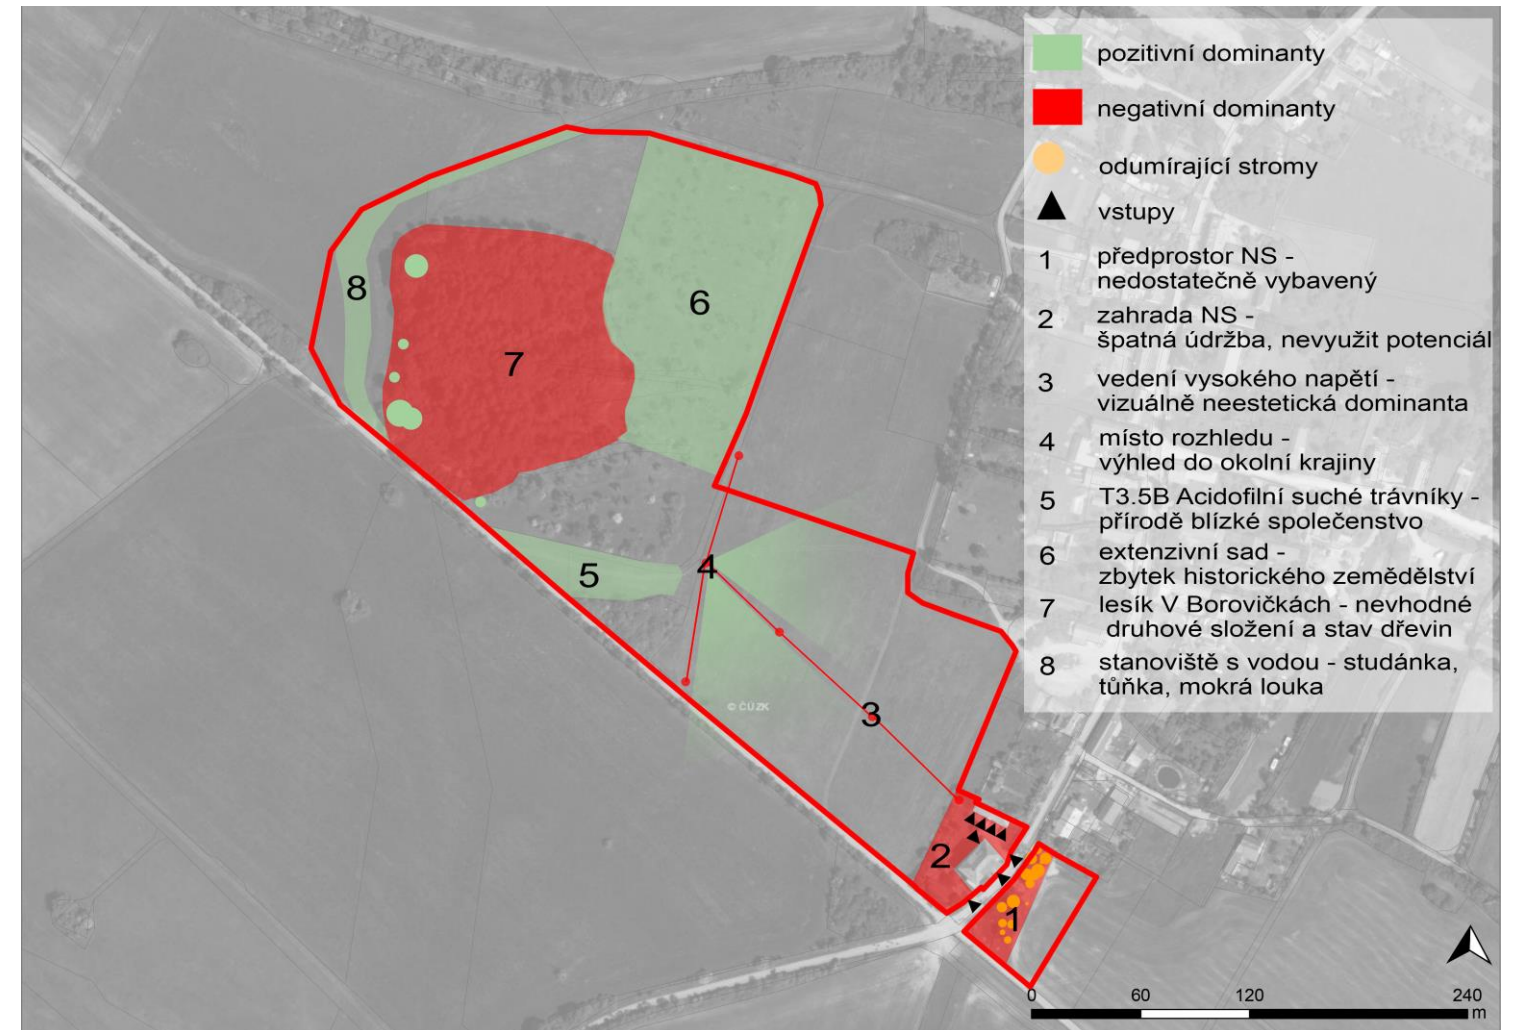 pozitivní dominanty
negativní dominanty
odumírající stromy
vstupy
1 předprostor NS -
nedostatečně vybavený
2 zahrada NS -
špatná údržba, nevyužit potenciál
3 vedení vysokého napětí -
vizuálně neestetická dominanta
4 místo rozhledu -
výhled do okolní krajiny
5 T3.5B Acidofilní suché trávníky -
přírodě blízké společenstvo
6 extenzivní sad -
zbytek historického zemědělství
7 lesík V Borovičkách - nevhodné
druhové složení a stav dřevin
8 stanoviště s vodou - studánka,
tůňka, mokrá louka
8
6
7
5
4
3
© ČÚZK
2
1
0 60 120 240
m